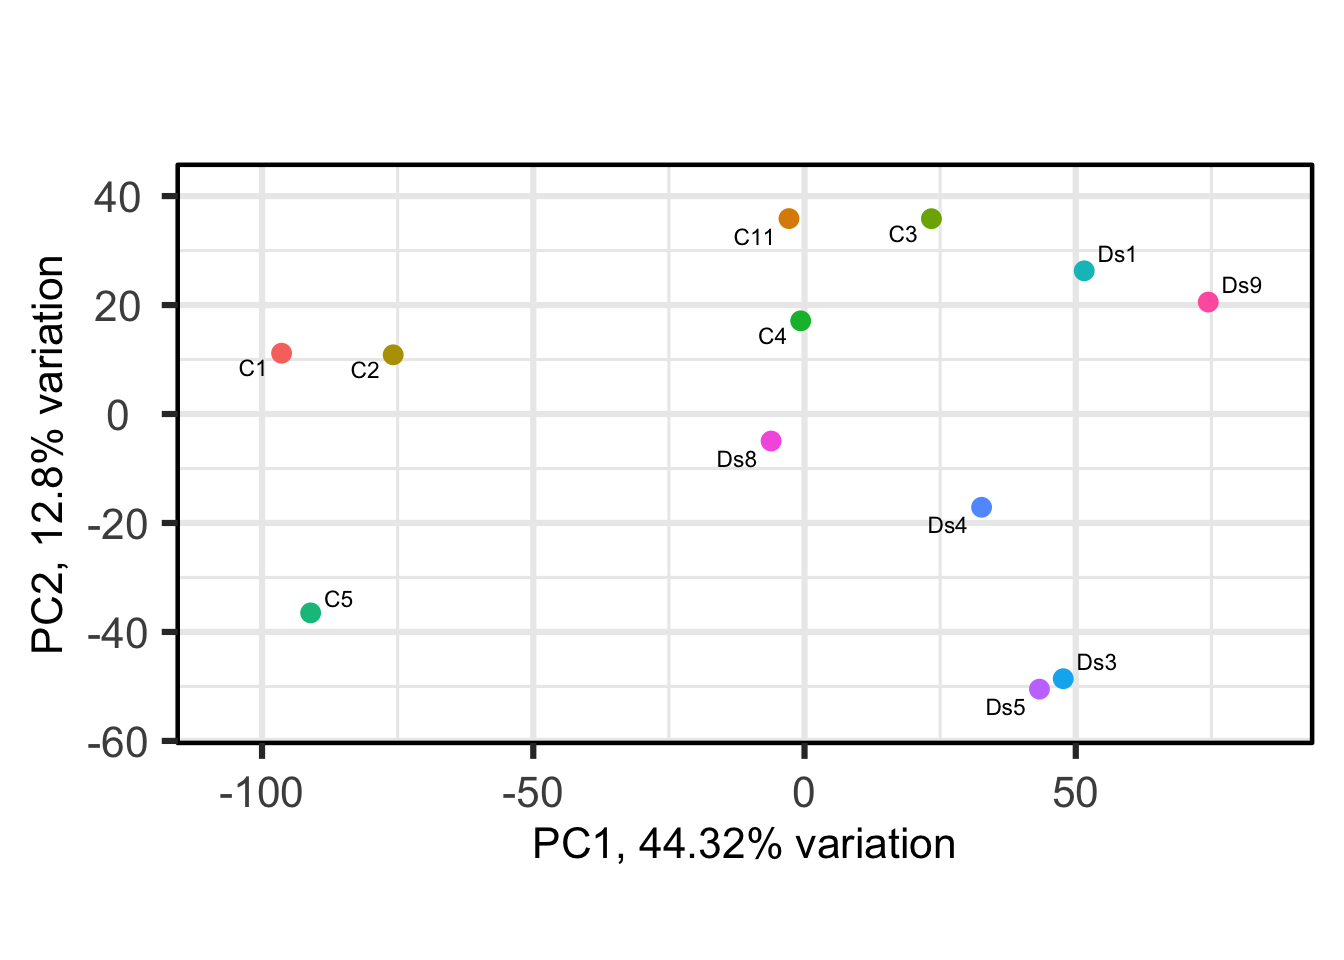 40
20
0
-20
-40
-60
PC2, 12.8% variation
C11
C3
Ds1
Ds9
C4
C1
C2
Ds8
Ds4
C5
Ds3
Ds5
-100
-50
0
50
PC1, 44.32% variation